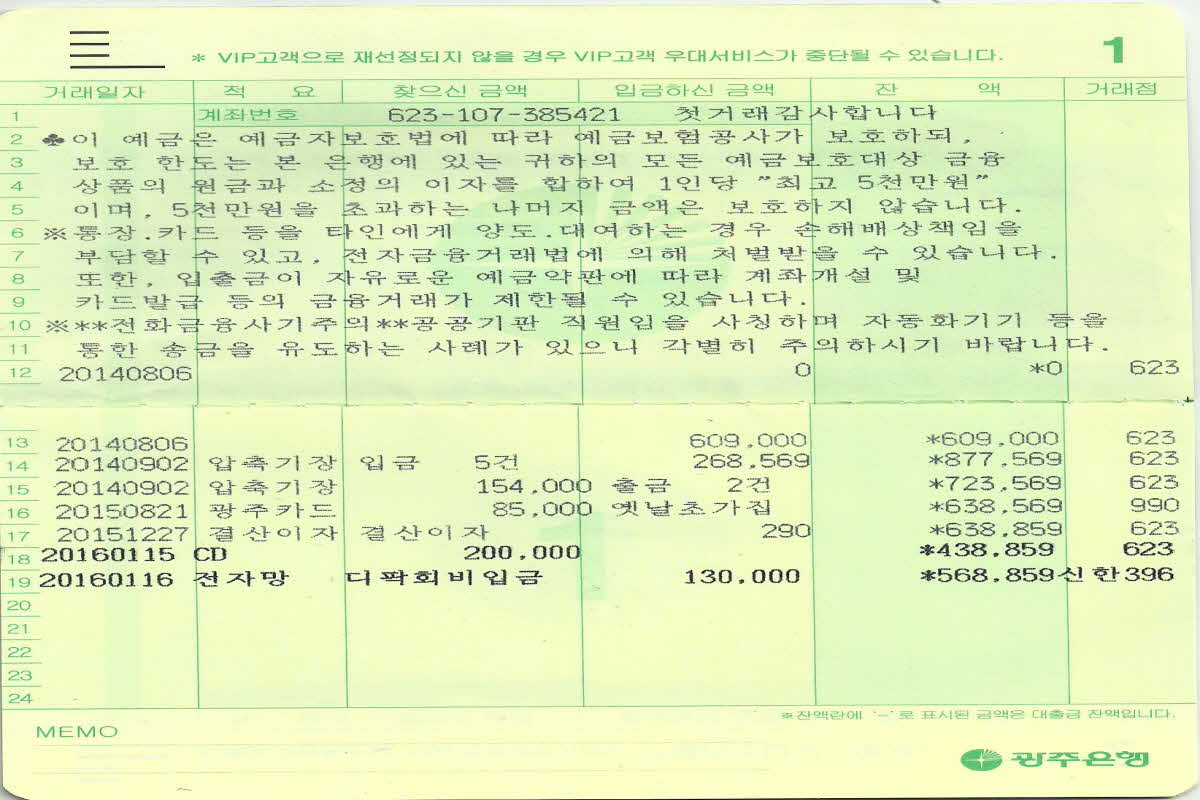 * VIP고객으로 재선정되지 않을 경우 VIP고객 우대서비스가 중단될 수 있습니다. 1
거래일자 적 요 찾으신 금액 입금하신 금액 잔 액 거래점
1 계좌번호 623-107-385421 첫거래감사합니다
2 ♣이 예금은 예금자보호법에 따라 예금보험공사가 보호하되,
3 보호 한도는 본 은행에 있는 귀하의 모든 예금보호대상 금융
4 상품의 원금과 소정의 이자를 합하여 1인당 "최고 5천만원"
5 이며, 5천만원을 초과하는 나머지 금액은 보호하지 않습니다.
6 ※통장.카드 등을 타인에게 양도.대여하는 경우 손해배상책임을
7 부담할 수 있고, 전자금융거래법에 의해 처벌받을 수 있습니다.
8 또한, 입출금이 자유로운 예금약관에 따라 계좌개설 및
9 카드발급 등의 금융거래가 제한될 수 있습니다.
10 ※**전화금융사기주의**공공기관 직원임을 사칭하며 자동화기기 등을
11 통한 송금을 유도하는 사례가 있으니 각별히 주의하시기 바랍니다.
12 20140806 0 *0 623
13 20140806 609,000 *609,000 623
14 20140902 압축기장 입금 5건 268,569 *877,569 623
15 20140902 압축기장 154,000 출금 2건 *723,569 623
16 20150821 광주카드 85,000 옛날초가집 *638,569 990
17 20151227 결산이자 결산이자 290 *638,859 623
18 20160115 CD 200,000 *438,859 623
19 20160116 전자망 디팍회비입금 130,000 *568,859 신한396
20
21
22
23
24
※잔액란에 '-'로 표시된 금액은 대출금 잔액입니다.
MEMO
광주은행